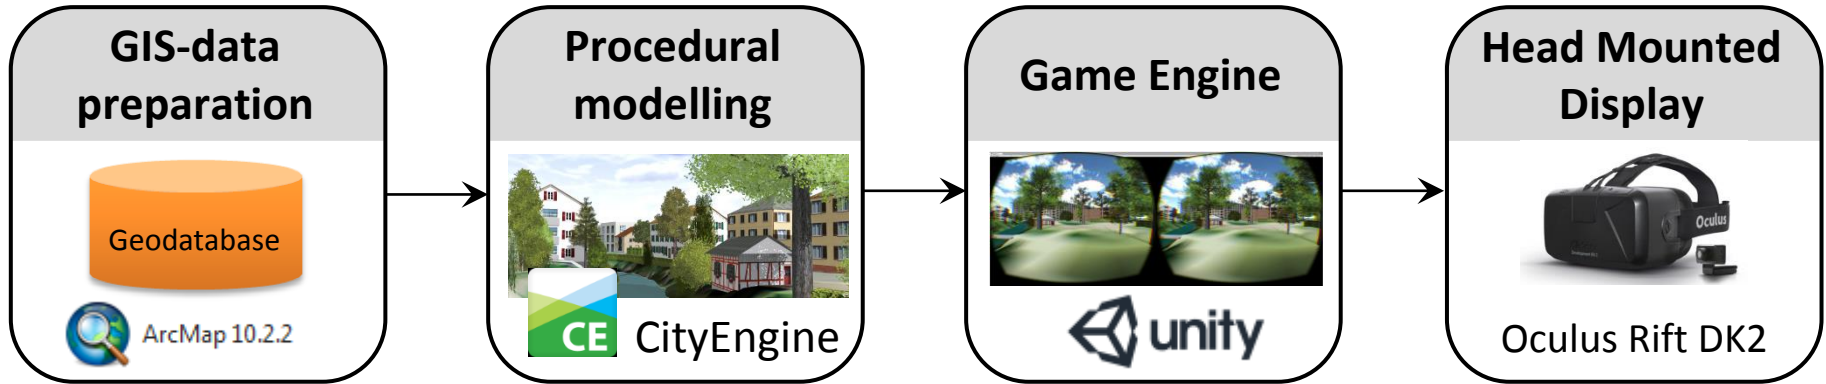 GIS-data
preparation
Geodatabase
ArcMap 10.2.2
Procedural
modelling
CE
CityEngine
Game Engine
unity
Head Mounted
Display
Oculus
Oculus Rift DK2